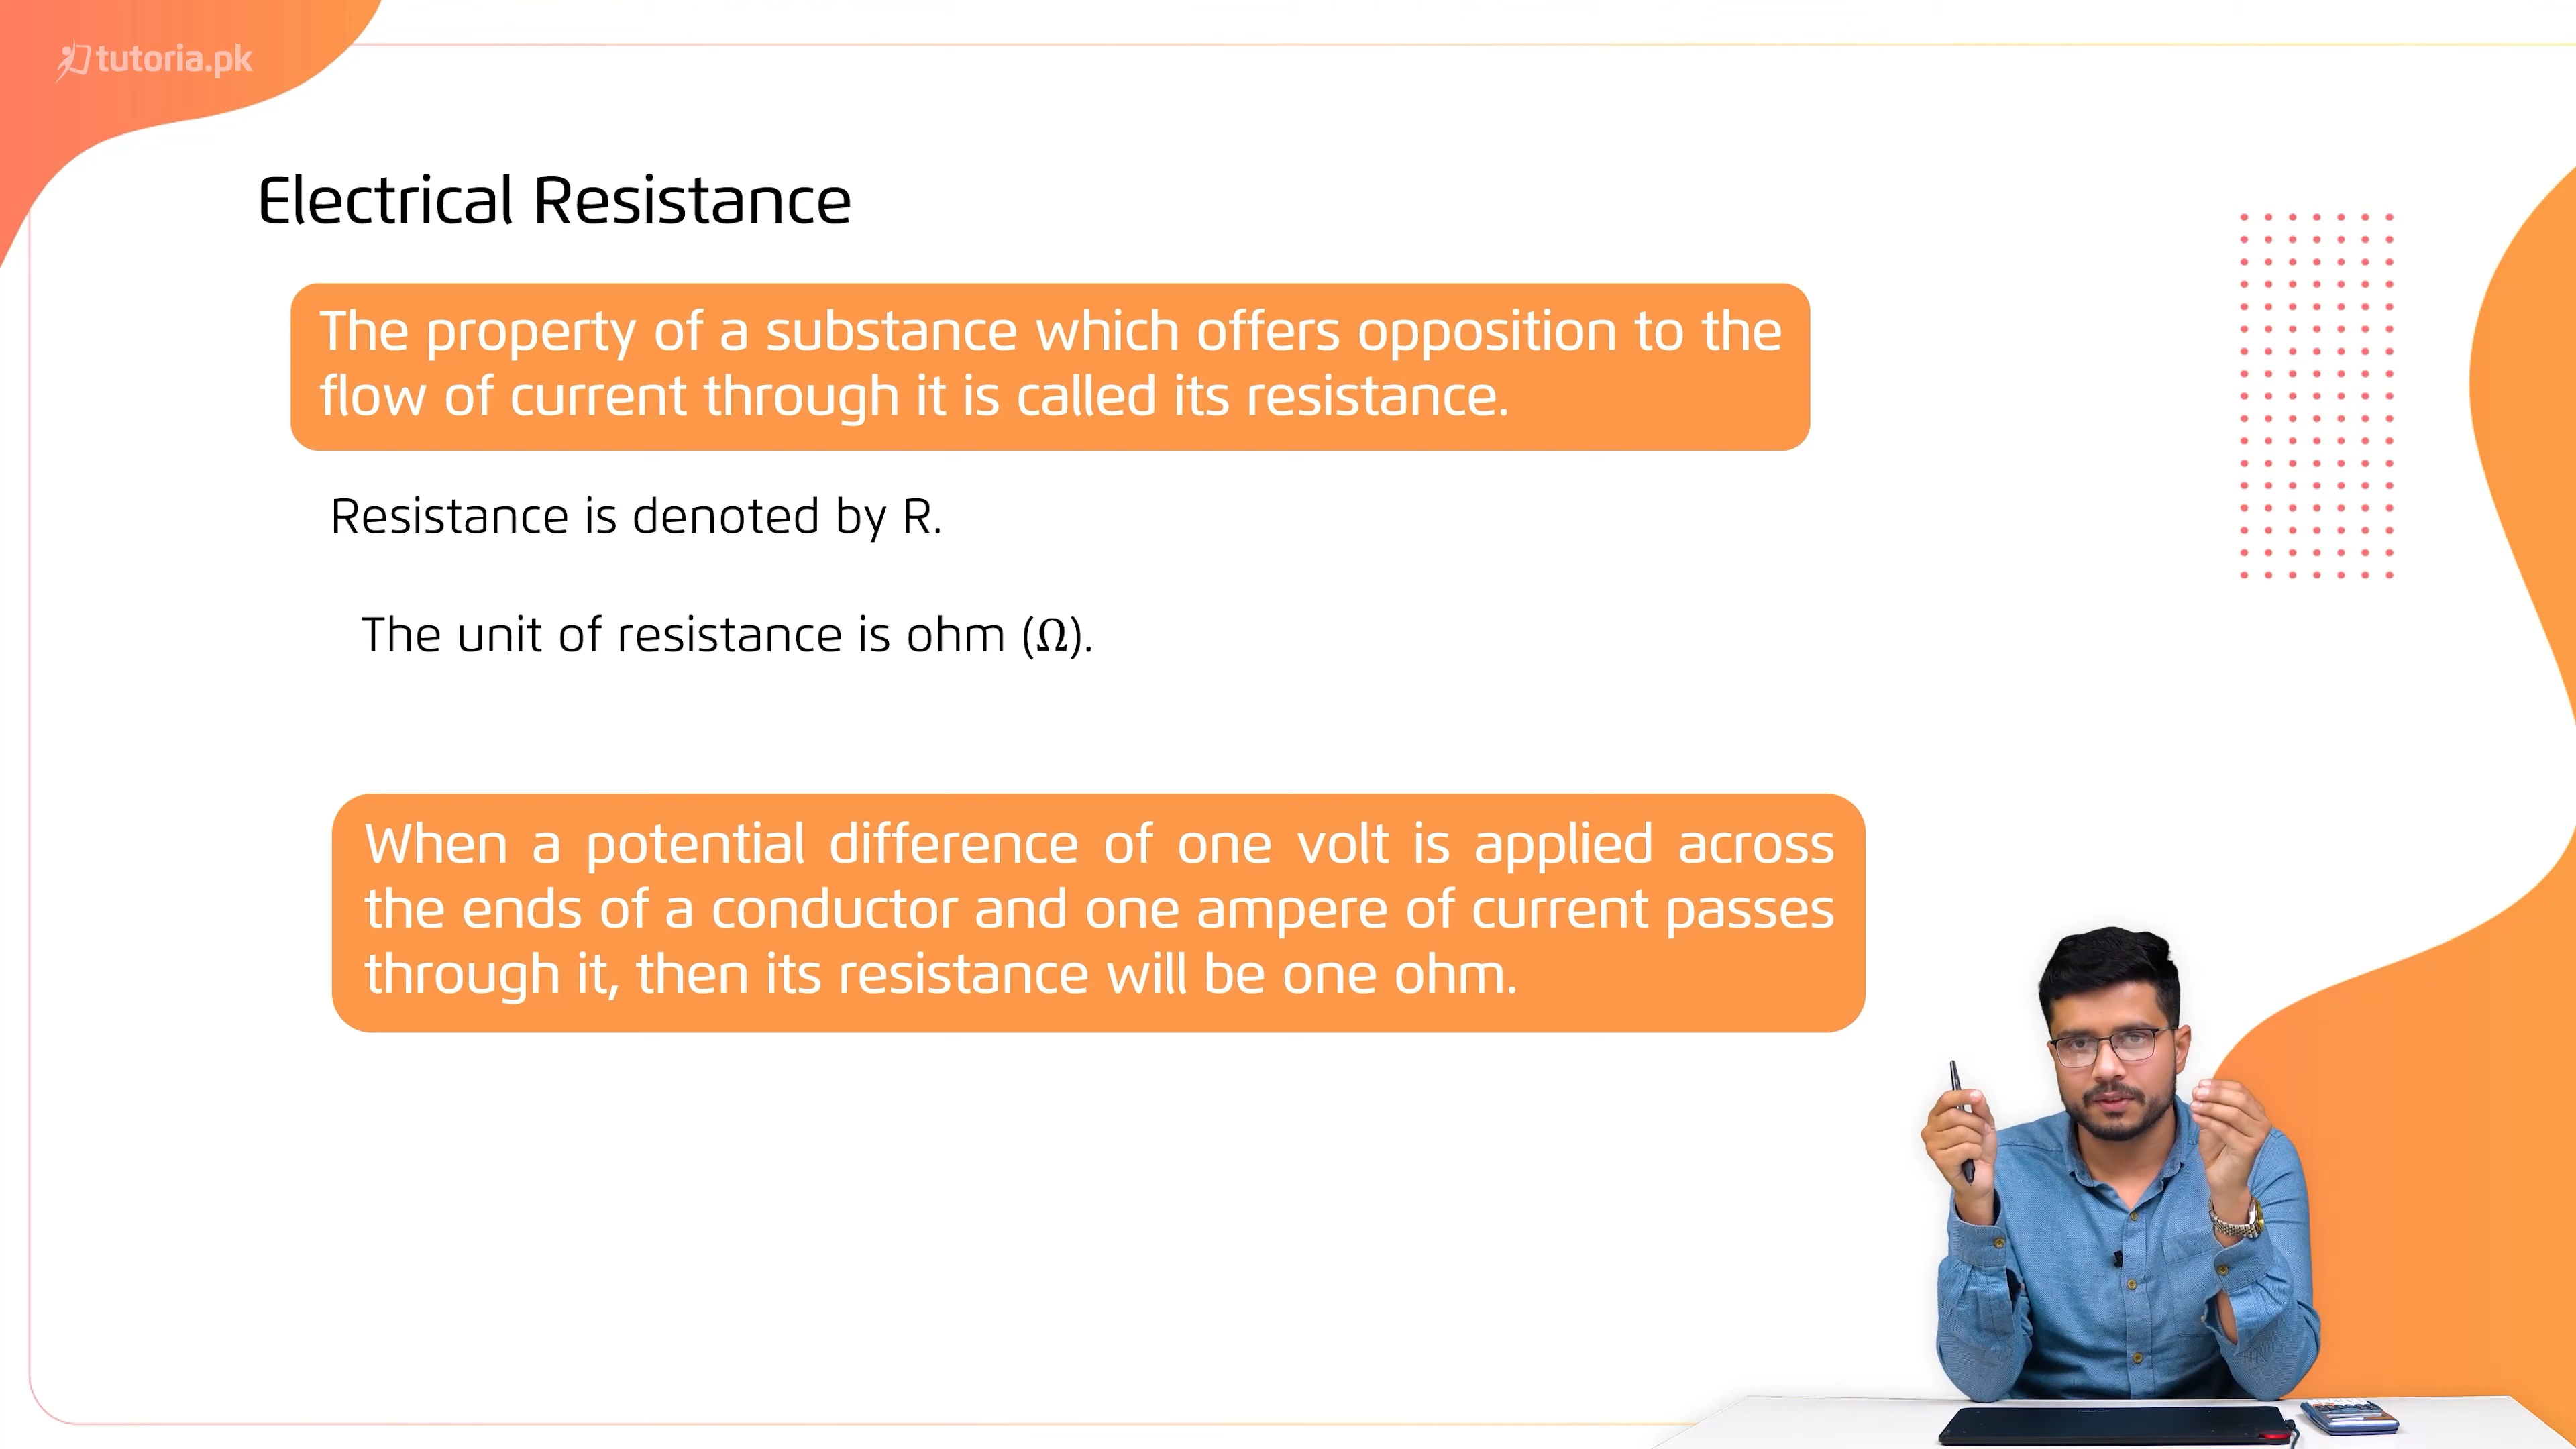 tutoria.pk
Electrical Resistance
The property of a substance which offers opposition to the
flow of current through it is called its resistance.
Resistance is denoted by R.
The unit of resistance is ohm (Ω).
When a potential difference of one volt is applied across
the ends of a conductor and one ampere of current passes
through it, then its resistance will be one ohm.